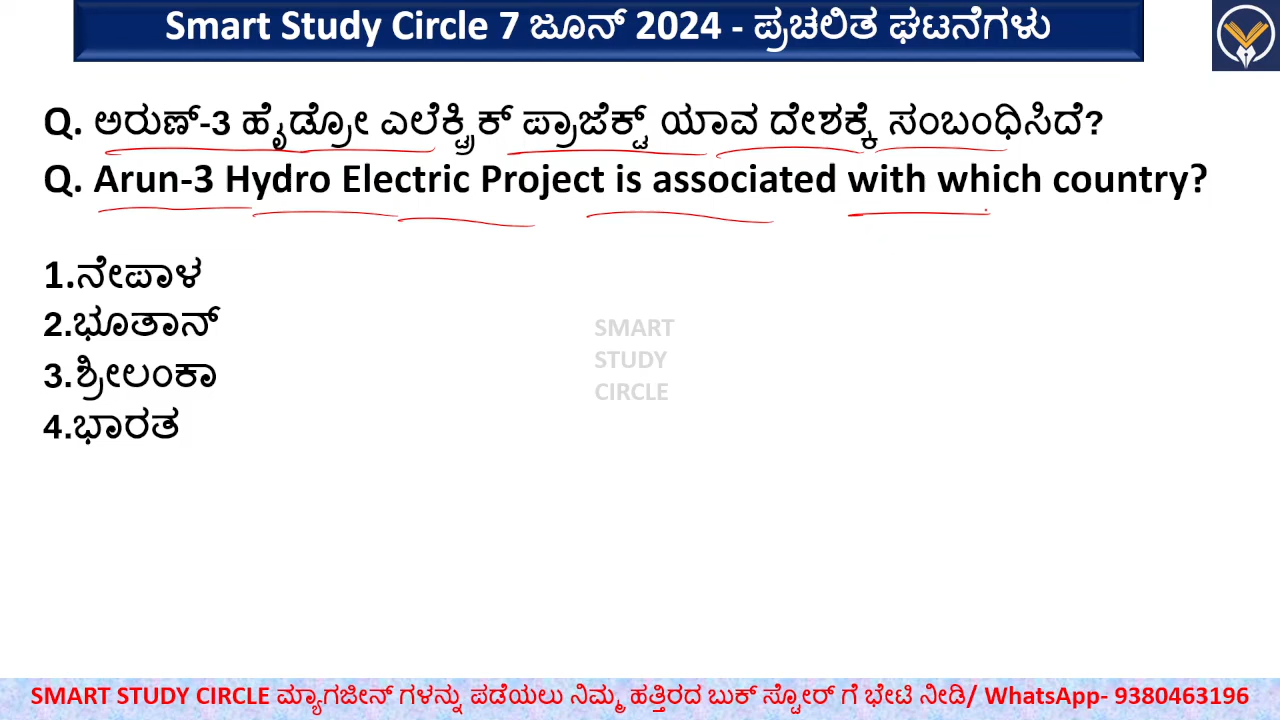 Smart Study Circle 7 ಜೂನ್ 2024 - ಪ್ರಚಲಿತ ಘಟನೆಗಳು
Q. ಅರುಣ್-3 ಹೈಡ್ರೋ ಎಲೆಕ್ಟ್ರಿಕ್ ಪ್ರಾಜೆಕ್ಟ್ ಯಾವ ದೇಶಕ್ಕೆ ಸಂಬಂಧಿಸಿದೆ?
Q. Arun-3 Hydro Electric Project is associated with which country?
1.ನೇಪಾಳ
2.ಭೂತಾನ್
3.ಶ್ರೀಲಂಕಾ
4.ಭಾರತ
SMART
STUDY
CIRCLE
SMART STUDY CIRCLE ಮ್ಯಾಗಜೀನ್ ಗಳನ್ನು ಪಡೆಯಲು ನಿಮ್ಮ ಹತ್ತಿರದ ಬುಕ್ ಸ್ಟೋರ್ ಗೆ ಭೇಟಿ ನೀಡಿ/ WhatsApp- 9380463196